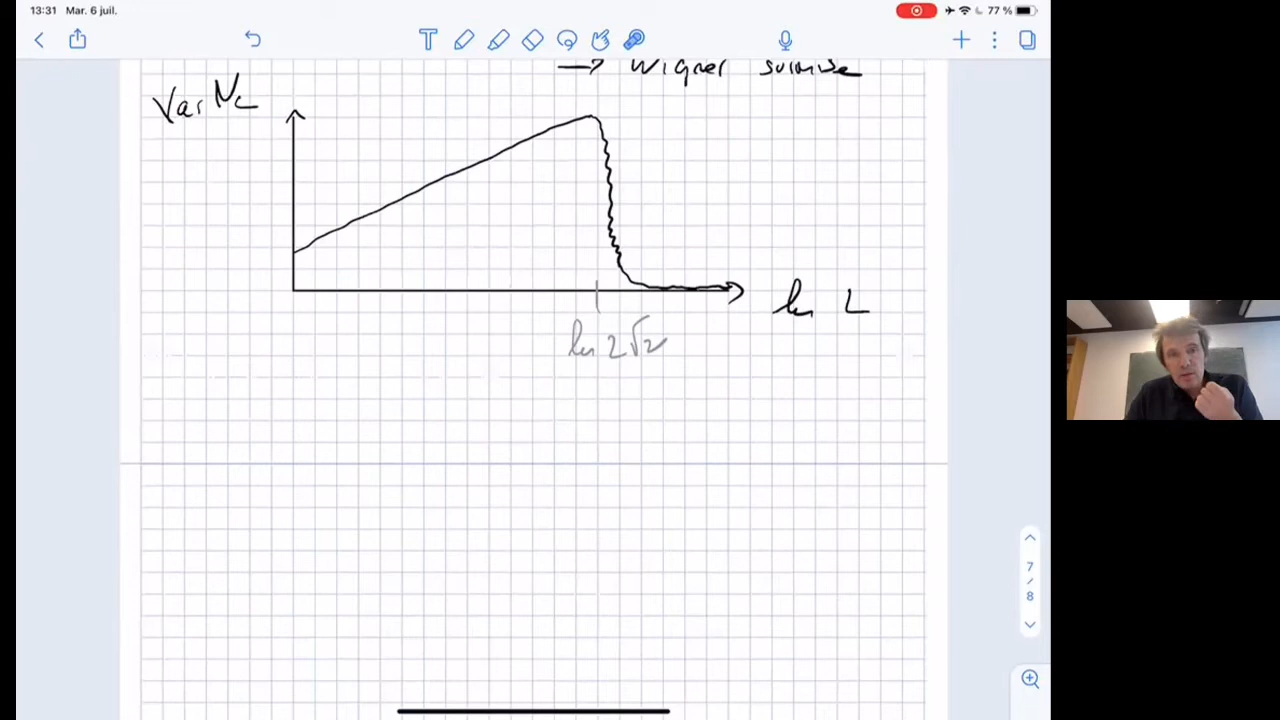 13:31 Mar. 6 juil. 77 %
→ Wigner surmise
Var N_L
ln L
ln 2√2
7
/
8